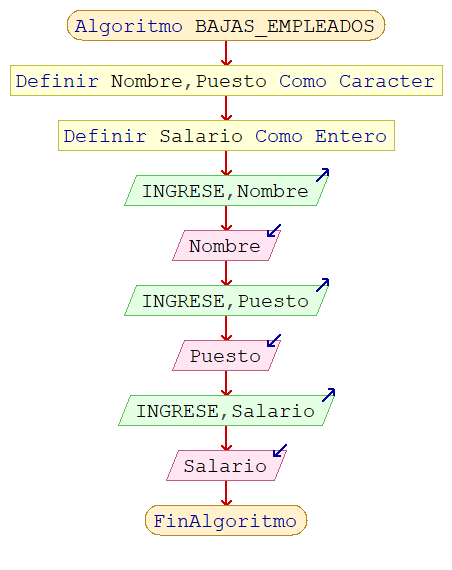 Algoritmo BAJAS_EMPLEADOS
Definir Nombre,Puesto Como Caracter
Definir Salario Como Entero
INGRESE,Nombre
Nombre
INGRESE,Puesto
Puesto
INGRESE,Salario
Salario
FinAlgoritmo